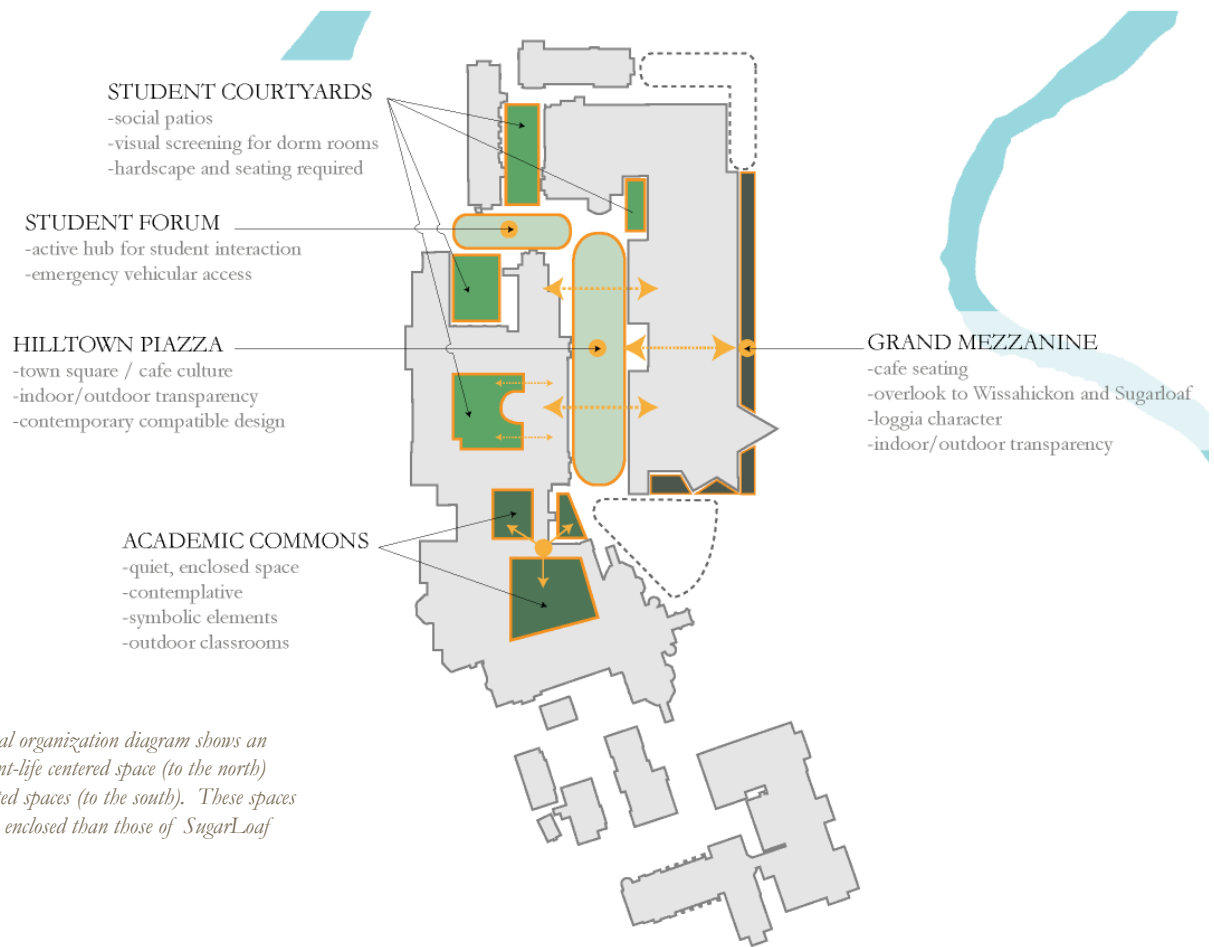 STUDENT COURTYARDS
-social patios
-visual screening for dorm rooms
-hardscape and seating required
STUDENT FORUM
-active hub for student interaction
-emergency vehicular access
HILLTOWN PIAZZA
-town square / cafe culture
-indoor/outdoor transparency
-contemporary compatible design
GRAND MEZZANINE
-cafe seating
-overlook to Wissahickon and Sugarloaf
-loggia character
-indoor/outdoor transparency
ACADEMIC COMMONS
-quiet, enclosed space
-contemplative
-symbolic elements
-outdoor classrooms
al organization diagram shows an
nt-life centered space (to the north)
ted spaces (to the south). These spaces
enclosed than those of SugarLoaf